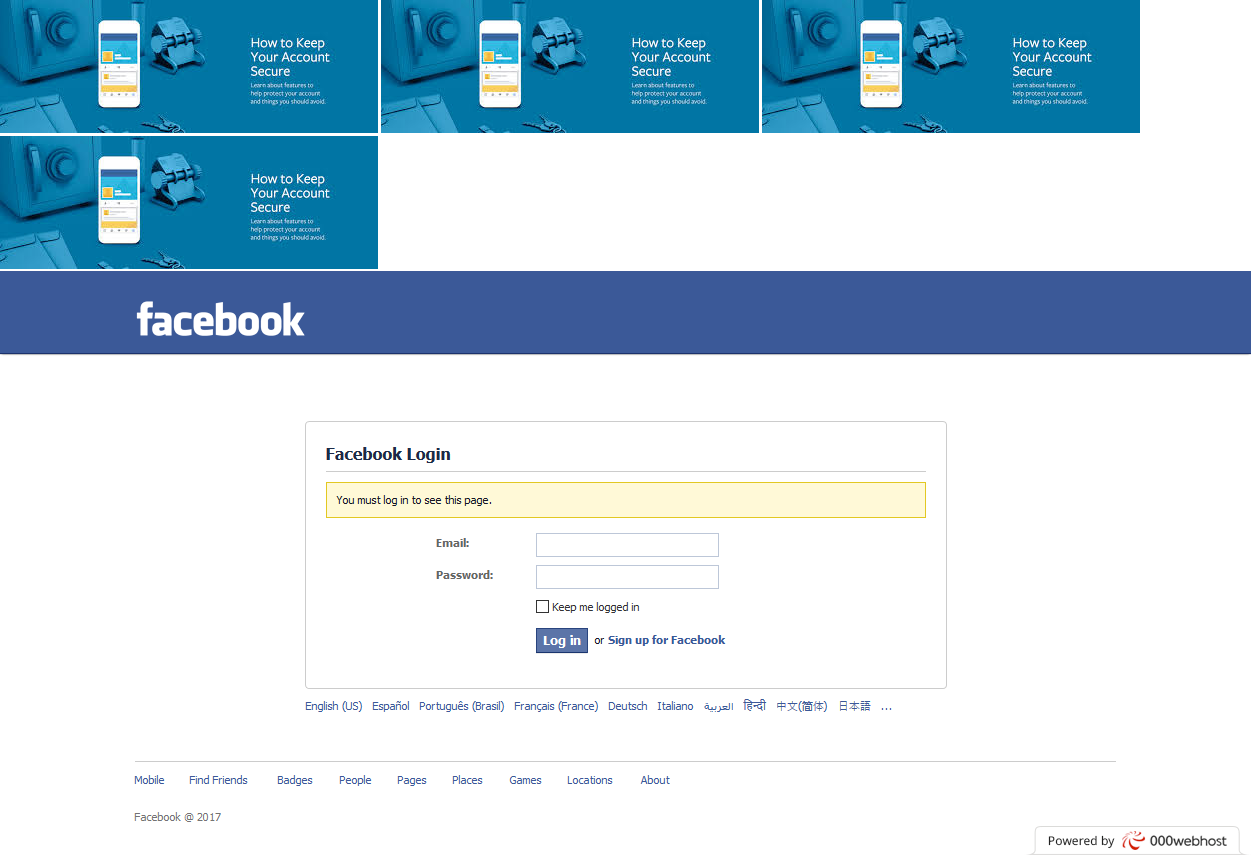 How to Keep
Your Account
Secure
Learn about features to
help protect your account
and things you should avoid.
How to Keep
Your Account
Secure
Learn about features to
help protect your account
and things you should avoid.
How to Keep
Your Account
Secure
Learn about features to
help protect your account
and things you should avoid.
How to Keep
Your Account
Secure
Learn about features to
help protect your account
and things you should avoid.
facebook
Facebook Login
You must log in to see this page.
Email:
Password:
Keep me logged in
Log in or Sign up for Facebook
English (US) Español Português (Brasil) Français (France) Deutsch Italiano العربية हिन्दी 中文(简体) 日本語 ...
Mobile Find Friends Badges People Pages Places Games Locations About
Facebook @ 2017
Powered by 000webhost